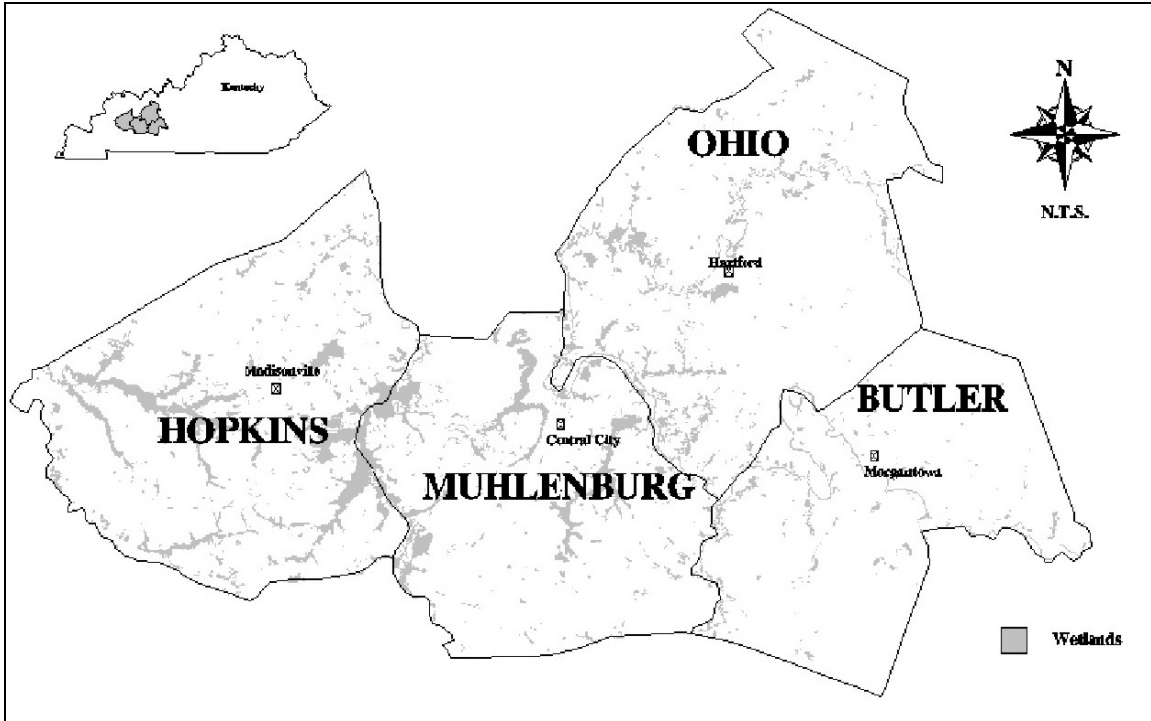 Kentucky
N
OHIO
N.T.S.
Hartford
Madisonville
BUTLER
HOPKINS
Central City
Morgantown
MUHLENBURG
Wetlands